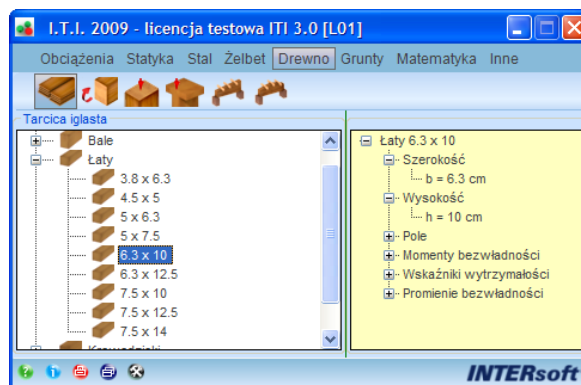 I.T.I. 2009 - licencja testowa ITI 3.0 [L01]
Obciążenia Statyka Stal Żelbet Drewno Grunty Matematyka Inne
Tarcica iglasta
Bale
Łaty
3.8 x 6.3
4.5 x 5
5 x 6.3
5 x 7.5
6.3 x 10
6.3 x 12.5
7.5 x 10
7.5 x 12.5
7.5 x 14
Krawędziaki
Łaty 6.3 x 10
Szerokość
b = 6.3 cm
Wysokość
h = 10 cm
Pole
Momenty bezwładności
Wskaźniki wytrzymałości
Promienie bezwładności
INTERsoft